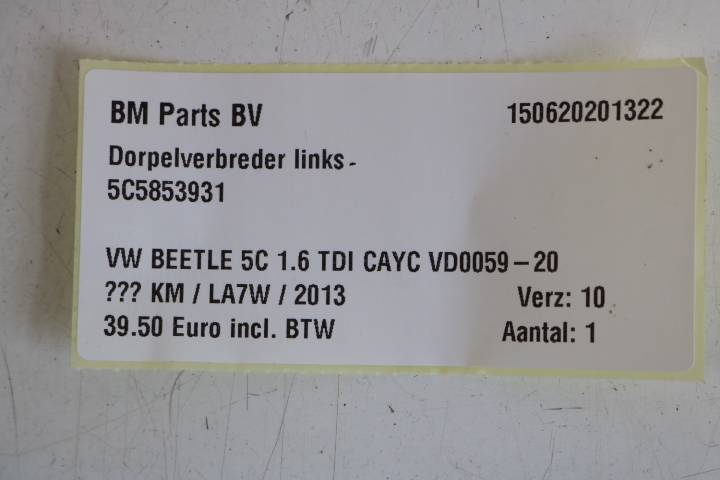 BM Parts BV 150620201322
Dorpelverbreder links-
5C5853931
VW BEETLE 5C 1.6 TDI CAYC VD0059-20
??? KM / LA7W / 2013 Verz: 10
39.50 Euro incl. BTW Aantal: 1